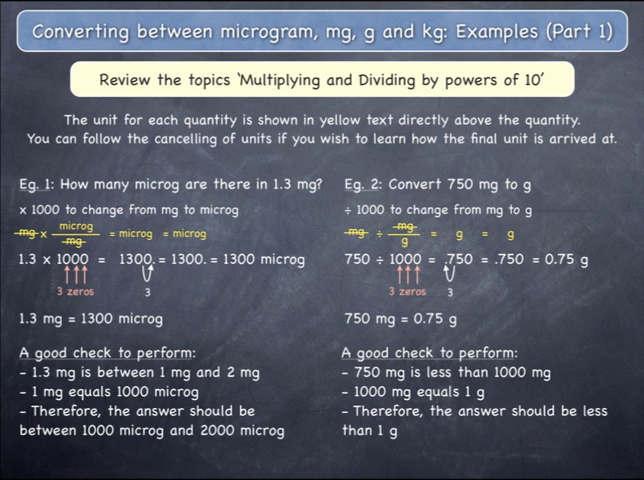 Converting between microgram, mg, g and kg: Examples (Part 1)
Review the topics 'Multiplying and Dividing by powers of 10'
The unit for each quantity is shown in yellow text directly above the quantity.
You can follow the cancelling of units if you wish to learn how the final unit is arrived at.
Eg. 1: How many microg are there in 1.3 mg?
x 1000 to change from mg to microg
mg x microg / mg = microg = microg
1.3 x 1000 = 1300. = 1300. = 1300 microg
3 zeros 3
1.3 mg = 1300 microg
A good check to perform:
- 1.3 mg is between 1 mg and 2 mg
- 1 mg equals 1000 microg
- Therefore, the answer should be
between 1000 microg and 2000 microg
Eg. 2: Convert 750 mg to g
÷ 1000 to change from mg to g
mg ÷ mg / g = g = g
750 ÷ 1000 = .750 = .750 = 0.75 g
3 zeros 3
750 mg = 0.75 g
A good check to perform:
- 750 mg is less than 1000 mg
- 1000 mg equals 1 g
- Therefore, the answer should be less
than 1 g